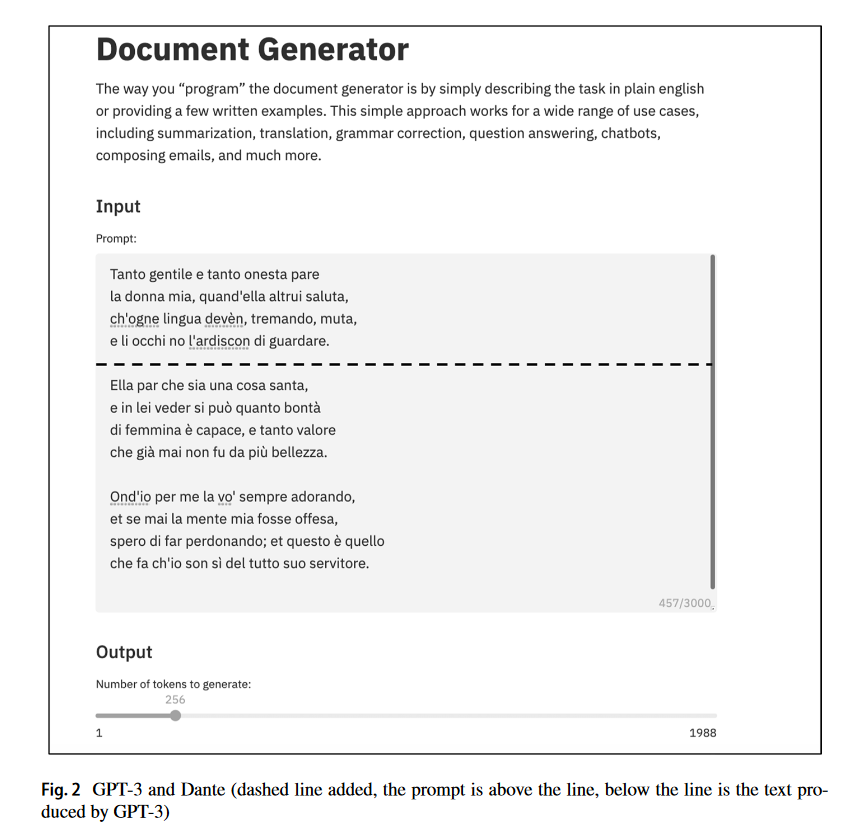 Document Generator
The way you “program” the document generator is by simply describing the task in plain english
or providing a few written examples. This simple approach works for a wide range of use cases,
including summarization, translation, grammar correction, question answering, chatbots,
composing emails, and much more.
Input
Prompt:
Tanto gentile e tanto onesta pare
la donna mia, quand'ella altrui saluta,
ch'ogne lingua devèn, tremando, muta,
e li occhi no l'ardiscon di guardare.
Ella par che sia una cosa santa,
e in lei veder si può quanto bontà
di femmina è capace, e tanto valore
che già mai non fu da più bellezza.
Ond'io per me la vo' sempre adorando,
et se mai la mente mia fosse offesa,
spero di far perdonando; et questo è quello
che fa ch'io son sì del tutto suo servitore.
457/3000
Output
Number of tokens to generate:
256
1 1988
Fig. 2 GPT-3 and Dante (dashed line added, the prompt is above the line, below the line is the text pro-
duced by GPT-3)